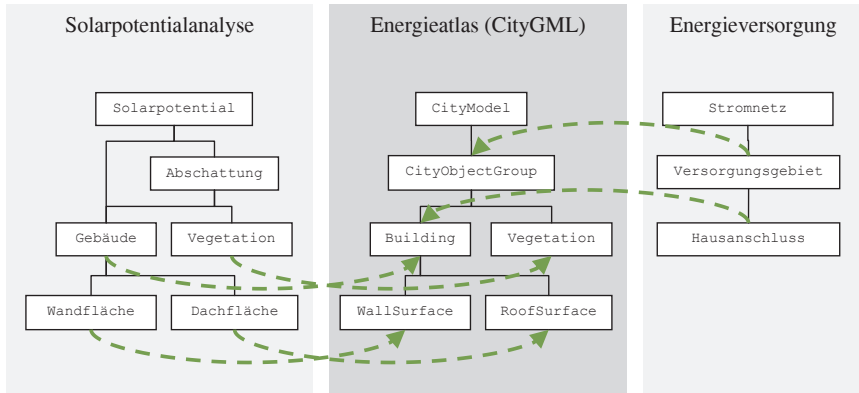 Solarpotentialanalyse
Energieatlas (CityGML)
Energieversorgung
Solarpotential
CityModel
Stromnetz
Abschattung
CityObjectGroup
Versorgungsgebiet
Gebäude
Vegetation
Building
Vegetation
Hausanschluss
Wandfläche
Dachfläche
WallSurface
RoofSurface